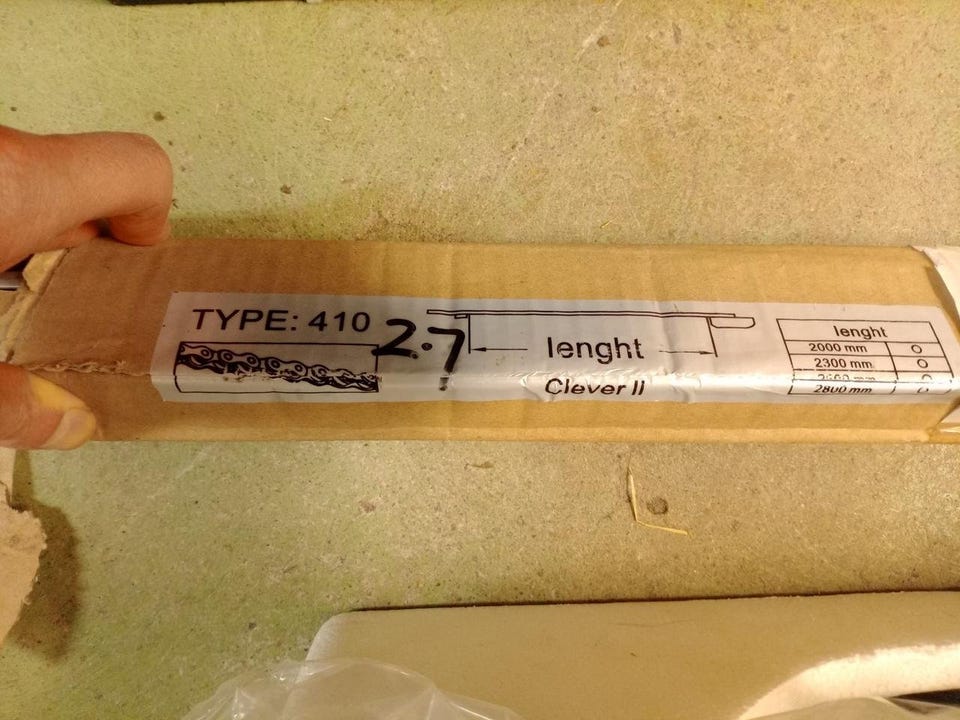 TYPE: 410
2.7
lenght
Clever II
lenght
2000 mm
2300 mm
2800 mm